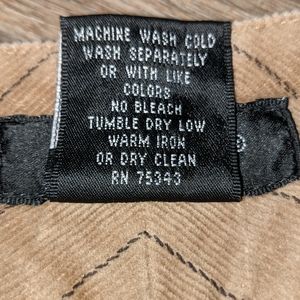 MACHINE WASH COLD
WASH SEPARATELY
OR WITH LIKE
COLORS
NO BLEACH
TUMBLE DRY LOW
WARM IRON
OR DRY CLEAN
RN 75343